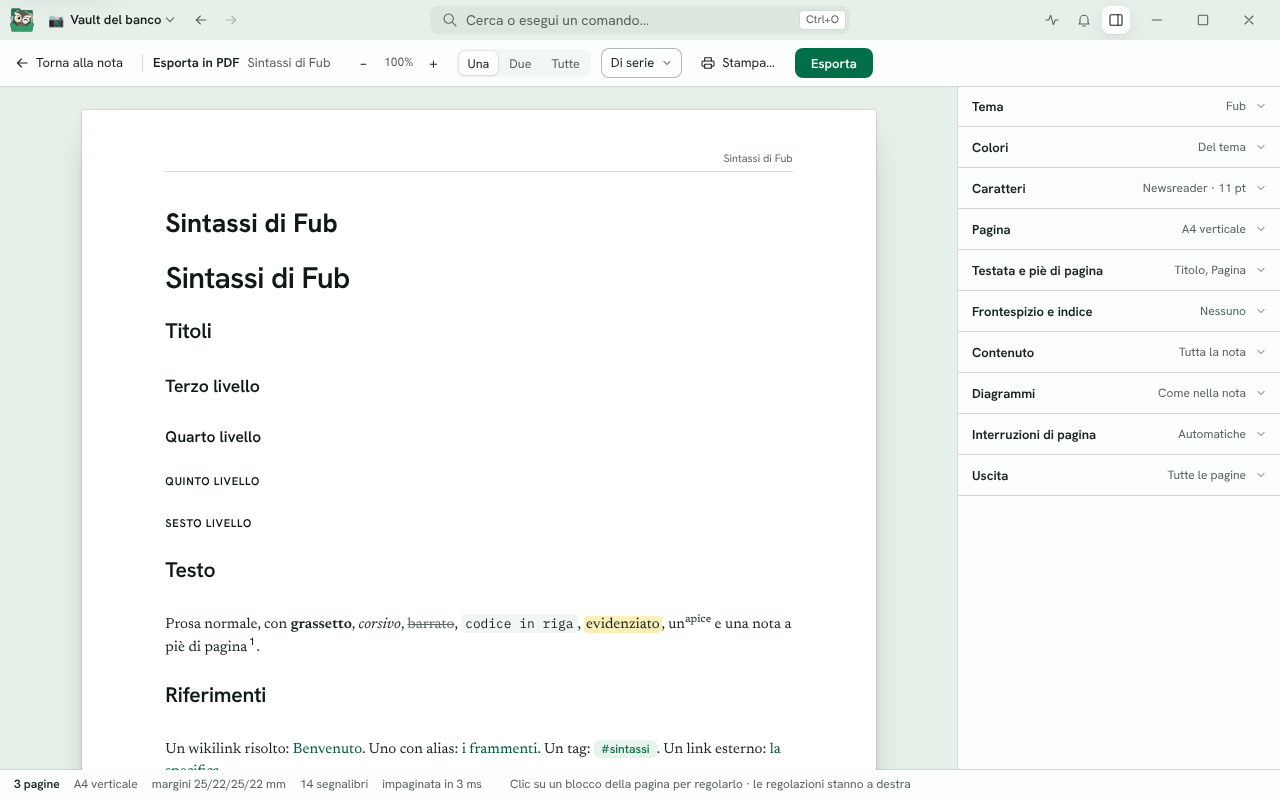 Vault del banco
Cerca o esegui un comando...
Ctrl+O
Torna alla nota
Esporta in PDF Sintassi di Fub
− 100% +
Una Due Tutte
Di serie
Stampa...
Esporta
Sintassi di Fub
Sintassi di Fub
Sintassi di Fub
Titoli
Terzo livello
Quarto livello
QUINTO LIVELLO
SESTO LIVELLO
Testo
Prosa normale, con grassetto, corsivo, barrato, codice in riga, evidenziato, unapice e una nota a
piè di pagina 1.
Riferimenti
Un wikilink risolto: Benvenuto. Uno con alias: i frammenti. Un tag: #sintassi. Un link esterno: la
specifica.
Tema Fub
Colori Del tema
Caratteri Newsreader · 11 pt
Pagina A4 verticale
Testata e piè di pagina Titolo, Pagina
Frontespizio e indice Nessuno
Contenuto Tutta la nota
Diagrammi Come nella nota
Interruzioni di pagina Automatiche
Uscita Tutte le pagine
3 pagine A4 verticale margini 25/22/25/22 mm 14 segnalibri impaginata in 3 ms Clic su un blocco della pagina per regolarlo · le regolazioni stanno a destra